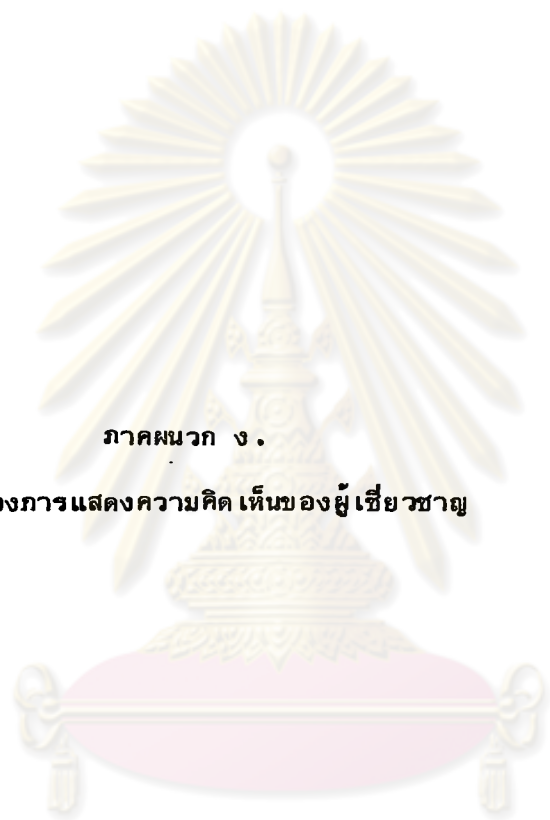 ภาคผนวก ง.
งการแสดงความคิดเห็นของผู้เชี่ยวชาญ